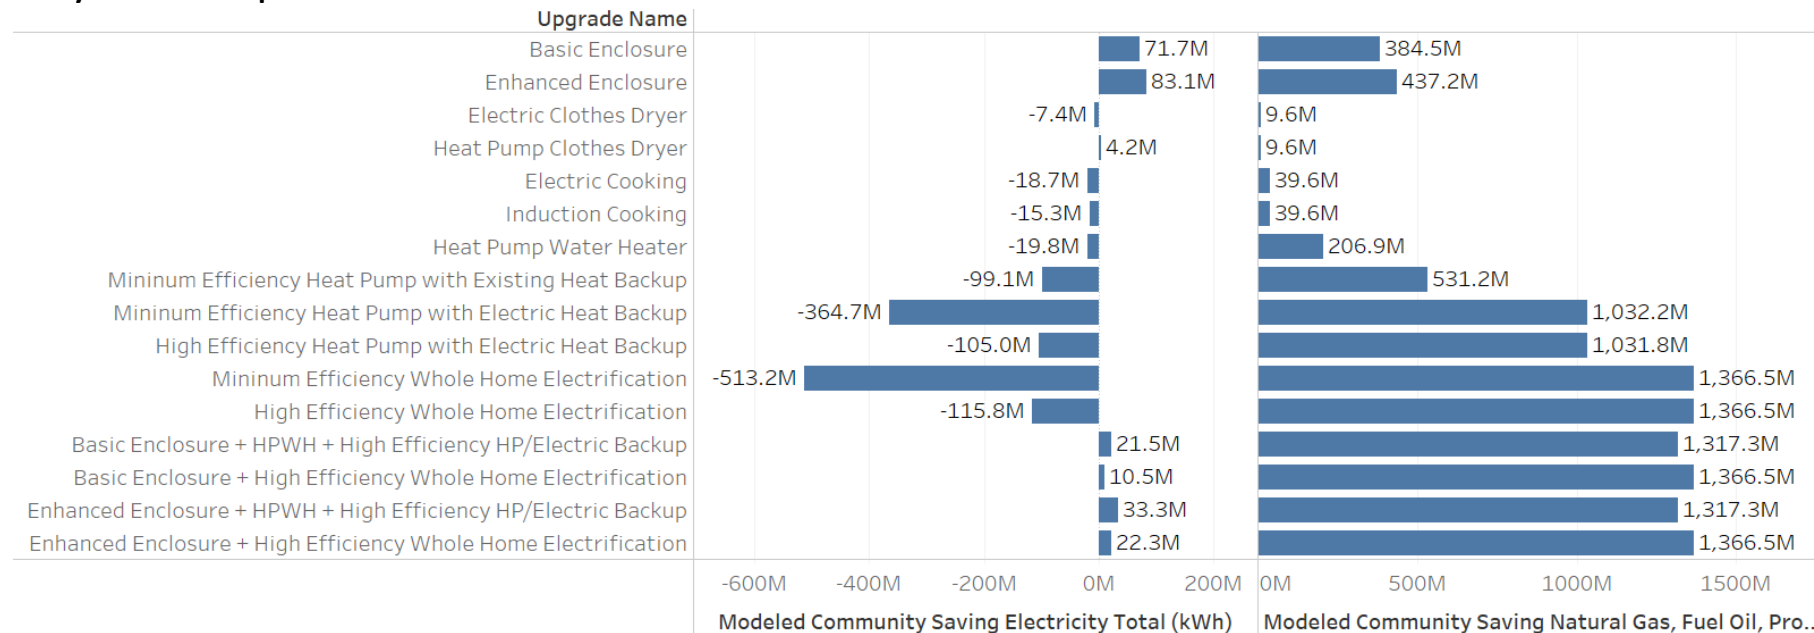 Upgrade Name
Basic Enclosure 71.7M 384.5M
Enhanced Enclosure 83.1M 437.2M
Electric Clothes Dryer -7.4M 9.6M
Heat Pump Clothes Dryer 4.2M 9.6M
Electric Cooking -18.7M 39.6M
Induction Cooking -15.3M 39.6M
Heat Pump Water Heater -19.8M 206.9M
Mininum Efficiency Heat Pump with Existing Heat Backup -99.1M 531.2M
Mininum Efficiency Heat Pump with Electric Heat Backup -364.7M 1,032.2M
High Efficiency Heat Pump with Electric Heat Backup -105.0M 1,031.8M
Mininum Efficiency Whole Home Electrification -513.2M 1,366.5M
High Efficiency Whole Home Electrification -115.8M 1,366.5M
Basic Enclosure + HPWH + High Efficiency HP/Electric Backup 21.5M 1,317.3M
Basic Enclosure + High Efficiency Whole Home Electrification 10.5M 1,366.5M
Enhanced Enclosure + HPWH + High Efficiency HP/Electric Backup 33.3M 1,317.3M
Enhanced Enclosure + High Efficiency Whole Home Electrification 22.3M 1,366.5M
-600M -400M -200M 0M 200M 0M 500M 1000M 1500M
Modeled Community Saving Electricity Total (kWh) Modeled Community Saving Natural Gas, Fuel Oil, Pro..